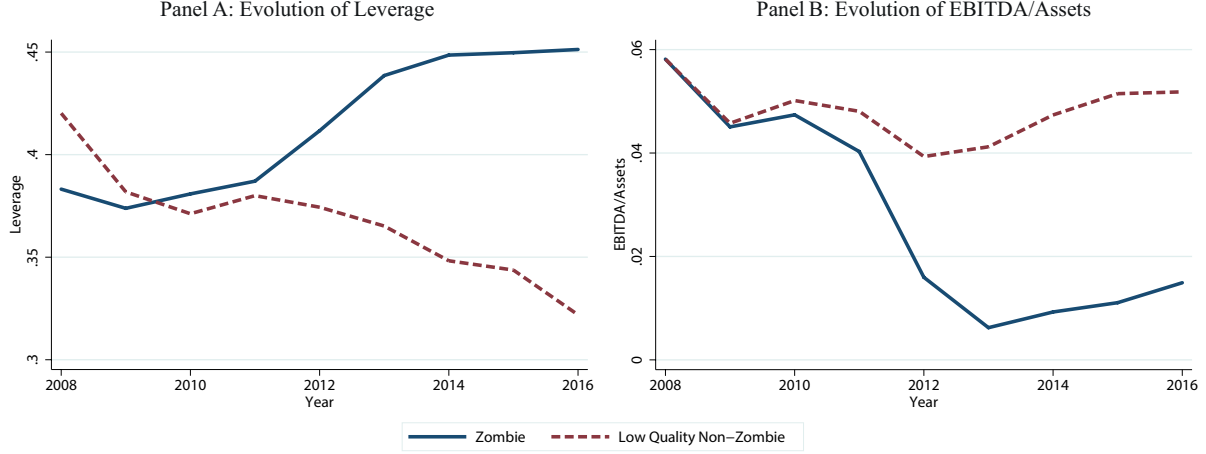 Panel A: Evolution of Leverage
Leverage
.45
.4
.35
.3
2008
2010
2012
2014
2016
Year
Panel B: Evolution of EBITDA/Assets
EBITDA/Assets
.06
.04
.02
0
2008
2010
2012
2014
2016
Year
Zombie
Low Quality Non−Zombie